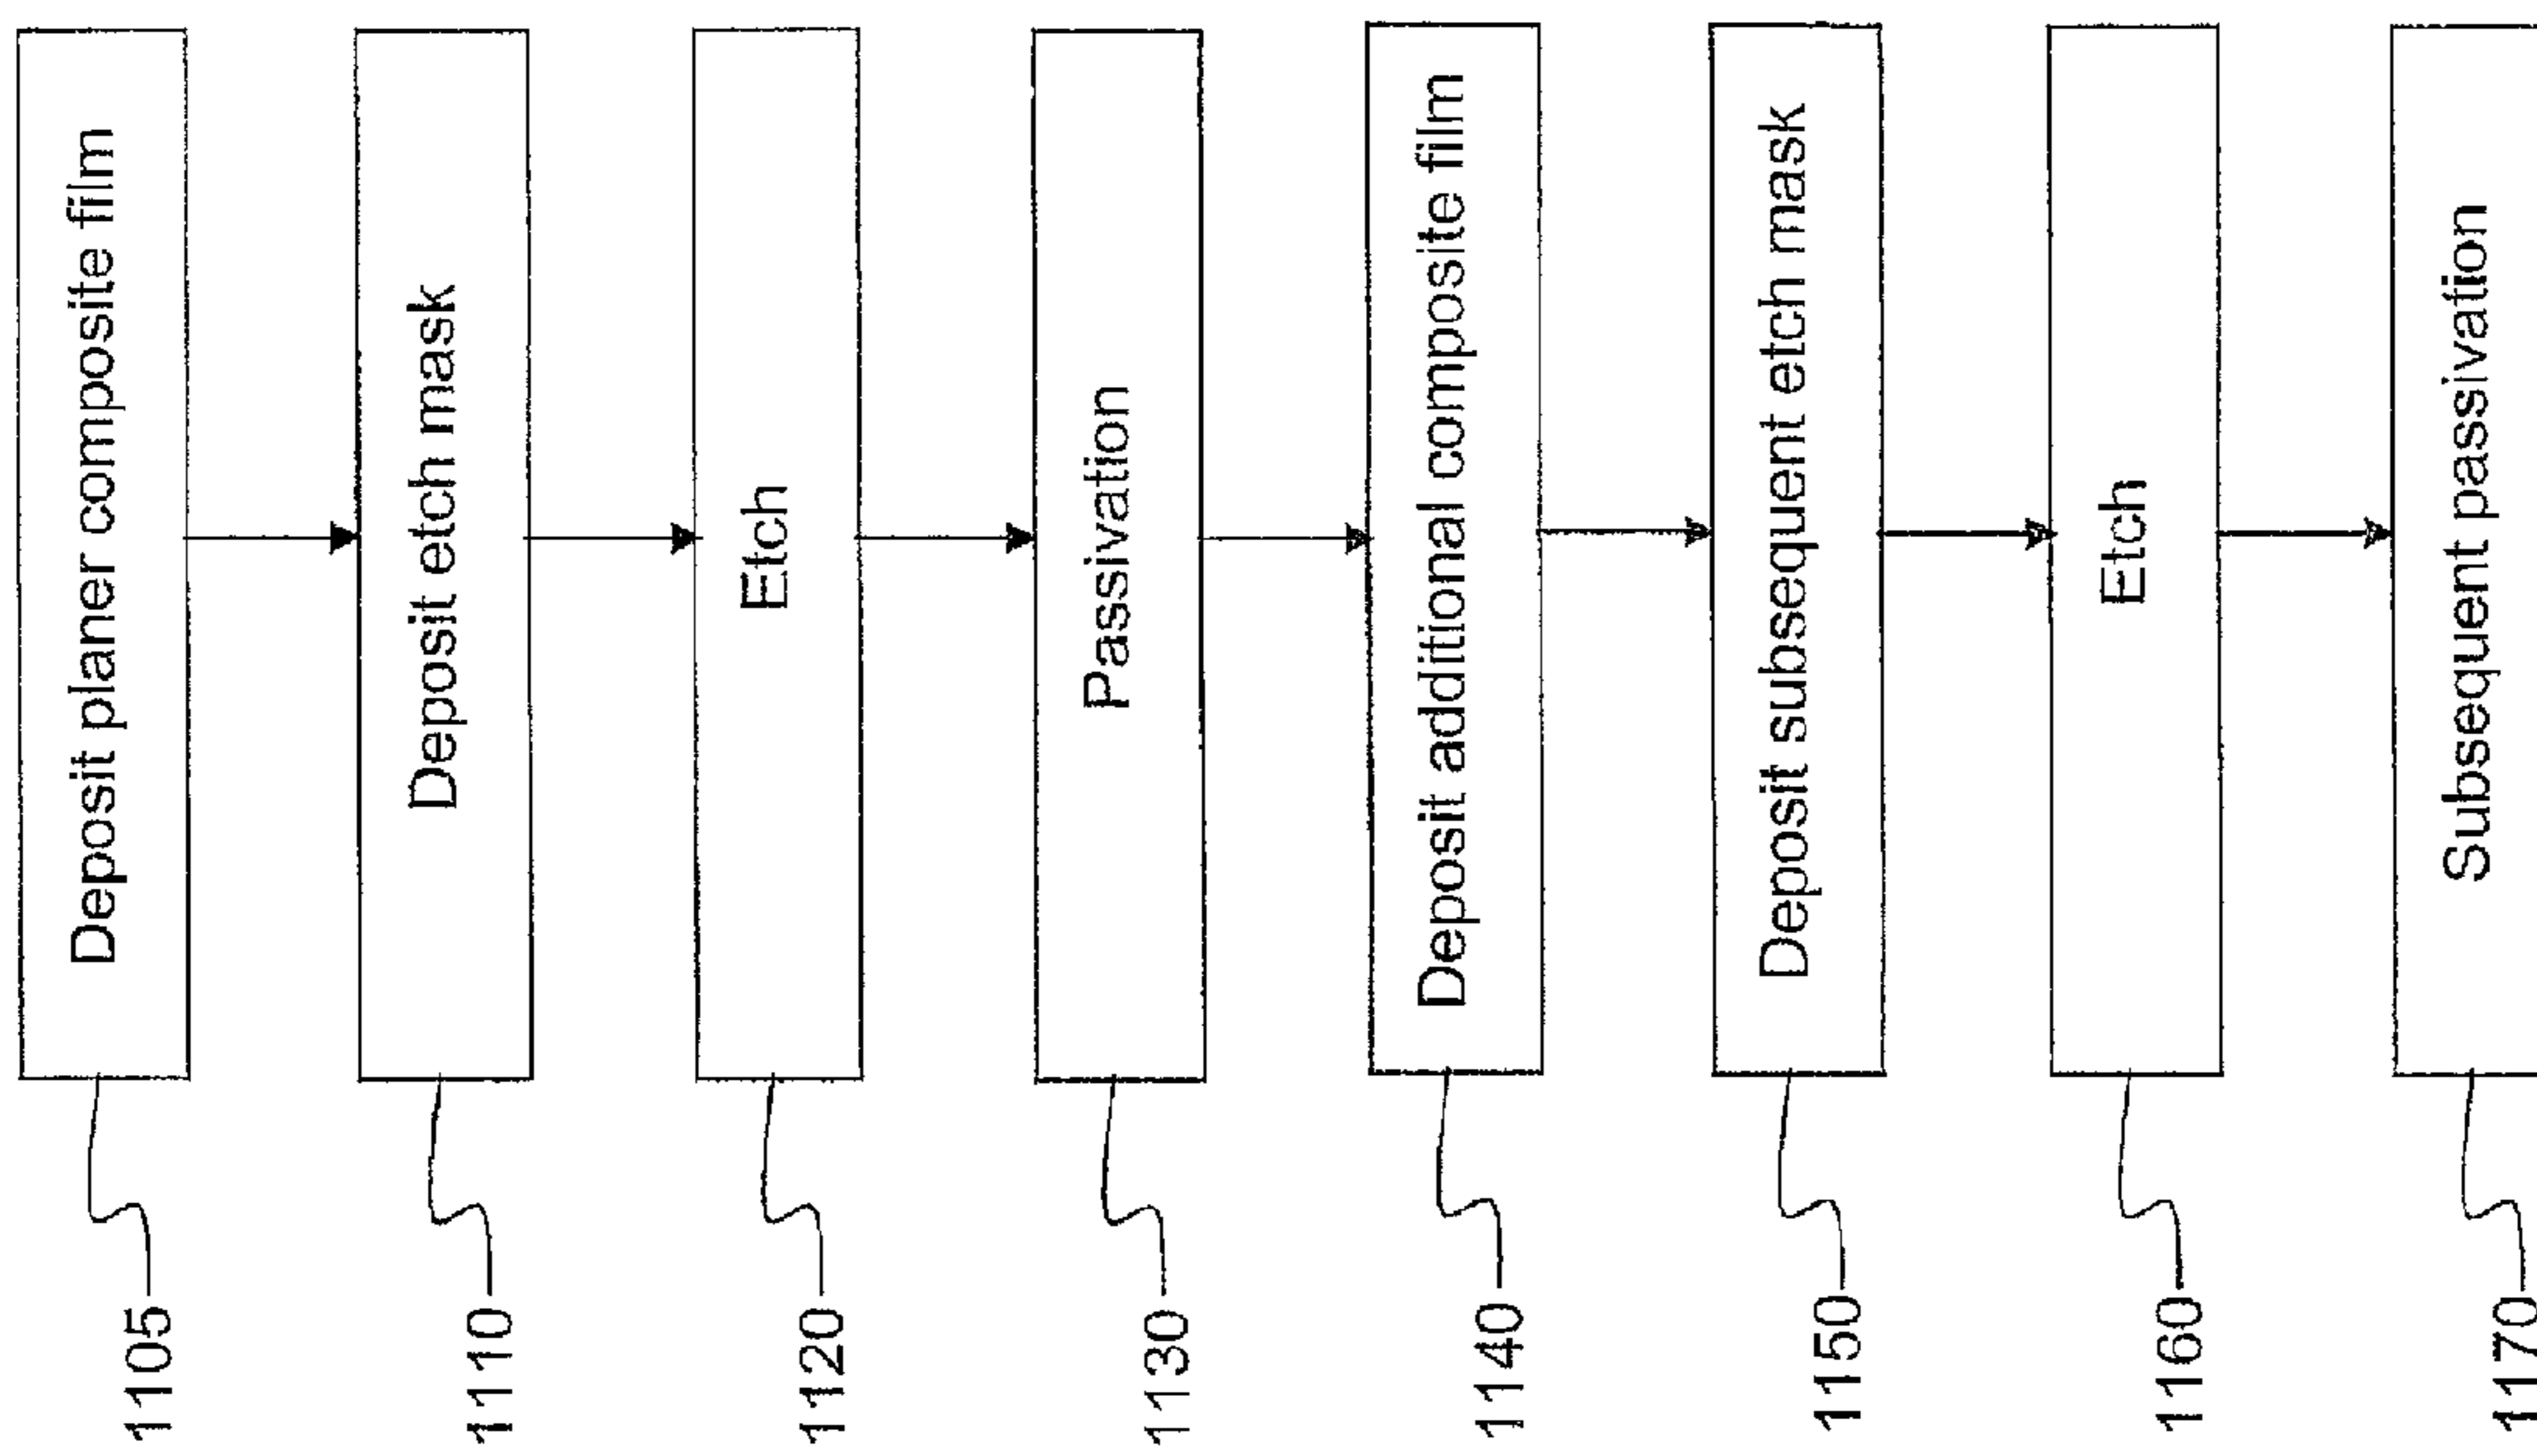 Deposit planer composite film
1105
Deposit etch mask
1110
Etch
1120
Passivation
1130
Deposit additional composite film
1140
Deposit subsequent etch mask
1150
Etch
1160
Subsequent passivation
1170